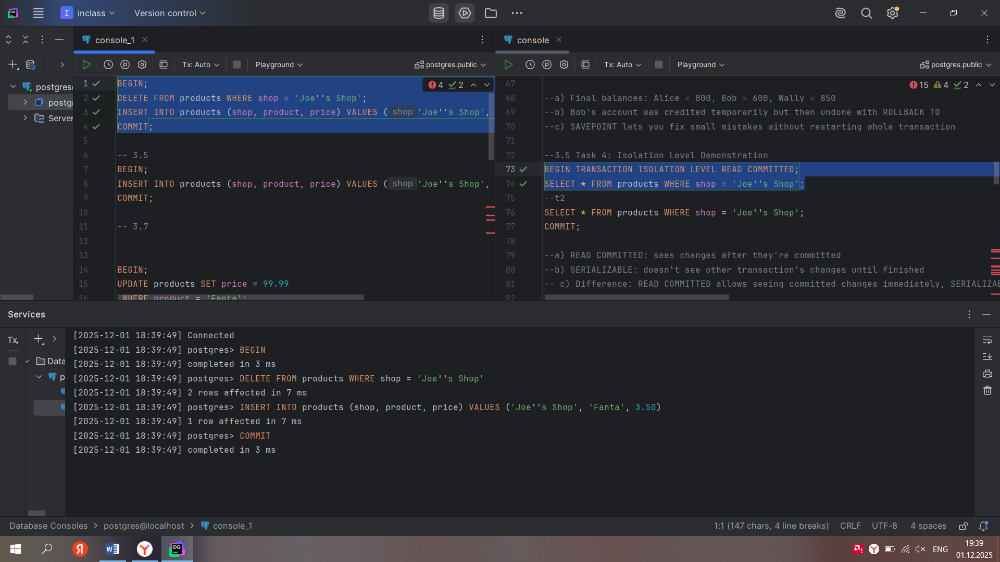 DG
I inclass
Version control
console_1
console
Tx: Auto
Playground
postgres.public
Tx: Auto
Playground
postgres.public
postgres(
postg
Server
4 2
1 BEGIN;
2 DELETE FROM products WHERE shop = 'Joe''s Shop';
3 INSERT INTO products (shop, product, price) VALUES ( shop 'Joe''s Shop',
4 COMMIT;
5
6 -- 3.5
7 BEGIN;
8 INSERT INTO products (shop, product, price) VALUES ( shop 'Joe''s Shop',
9 COMMIT;
10
11 -- 3.7
12
13
14 BEGIN;
15 UPDATE products SET price = 99.99
16 WHERE product = 'Fanta';
15 4 2
67
68 --a) Final balances: Alice = 800, Bob = 600, Wally = 850
69 --b) Bob's account was credited temporarily but then undone with ROLLBACK TO
70 --c) SAVEPOINT lets you fix small mistakes without restarting whole transaction
71
72 --3.5 Task 4: Isolation Level Demonstration
73 BEGIN TRANSACTION ISOLATION LEVEL READ COMMITTED;
74 SELECT * FROM products WHERE shop = 'Joe''s Shop';
75 --t2
76 SELECT * FROM products WHERE shop = 'Joe''s Shop';
77 COMMIT;
78
79 --a) READ COMMITTED: sees changes after they're committed
80 --b) SERIALIZABLE: doesn't see other transaction's changes until finished
81 -- c) Difference: READ COMMITTED allows seeing committed changes immediately, SERIALIZAB
82
Services
Tx
Data
p
[2025-12-01 18:39:49] Connected
[2025-12-01 18:39:49] postgres> BEGIN
[2025-12-01 18:39:49] completed in 3 ms
[2025-12-01 18:39:49] postgres> DELETE FROM products WHERE shop = 'Joe''s Shop'
[2025-12-01 18:39:49] 2 rows affected in 7 ms
[2025-12-01 18:39:49] postgres> INSERT INTO products (shop, product, price) VALUES ('Joe''s Shop', 'Fanta', 3.50)
[2025-12-01 18:39:49] 1 row affected in 7 ms
[2025-12-01 18:39:49] postgres> COMMIT
[2025-12-01 18:39:49] completed in 3 ms
Database Consoles > postgres@localhost > console_1
1:1 (147 chars, 4 line breaks) CRLF UTF-8 4 spaces
Я W Y DG
ENG
19:39
01.12.2025